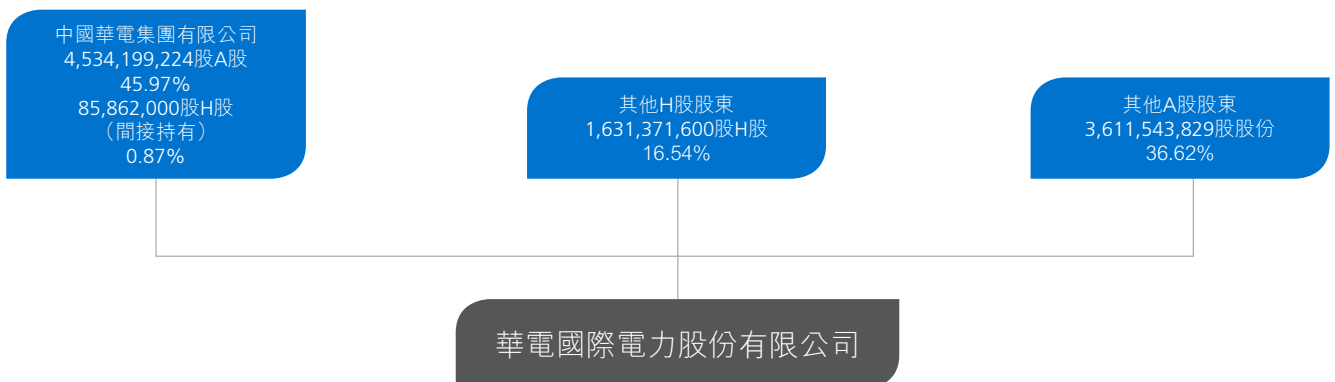 中國華電集團有限公司
4,534,199,224股A股
45.97%
85,862,000股H股
（間接持有）
0.87%
其他H股股東
1,631,371,600股H股
16.54%
其他A股股東
3,611,543,829股股份
36.62%
華電國際電力股份有限公司